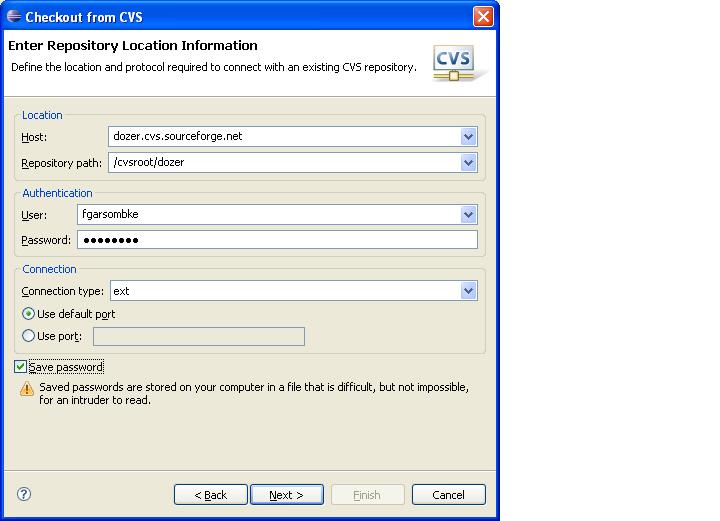 Checkout from CVS
Enter Repository Location Information
Define the location and protocol required to connect with an existing CVS repository.
CVS
Location
Host: dozer.cvs.sourceforge.net
Repository path: /cvsroot/dozer
Authentication
User: fgarsombke
Password: ●●●●●●●●
Connection
Connection type: ext
Use default port
Use port:
Save password
Saved passwords are stored on your computer in a file that is difficult, but not impossible,
for an intruder to read.
? < Back Next > Finish Cancel